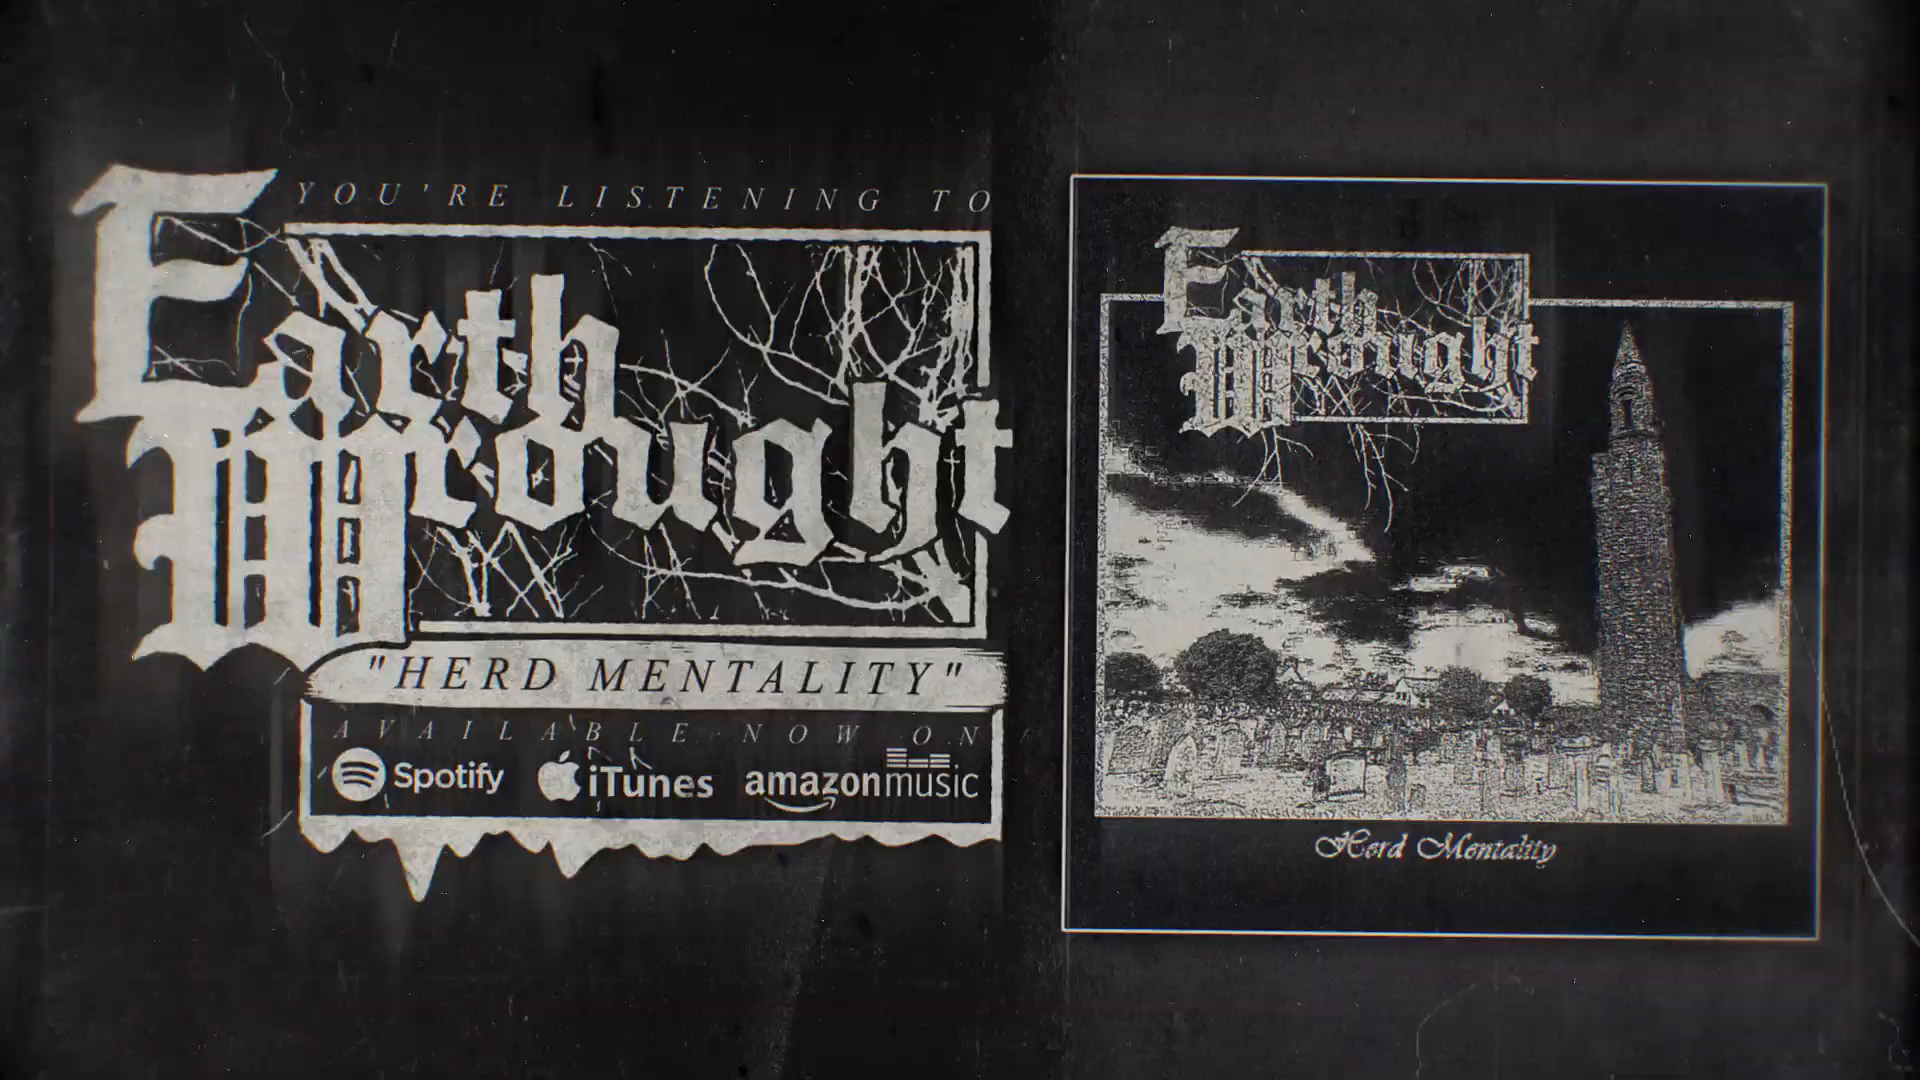 YOU'RE LISTENING TO
Earth
Wrought
"HERD MENTALITY"
AVAILABLE NOW ON
Spotify iTunes amazonmusic
Earth
Wrought
Herd Mentality